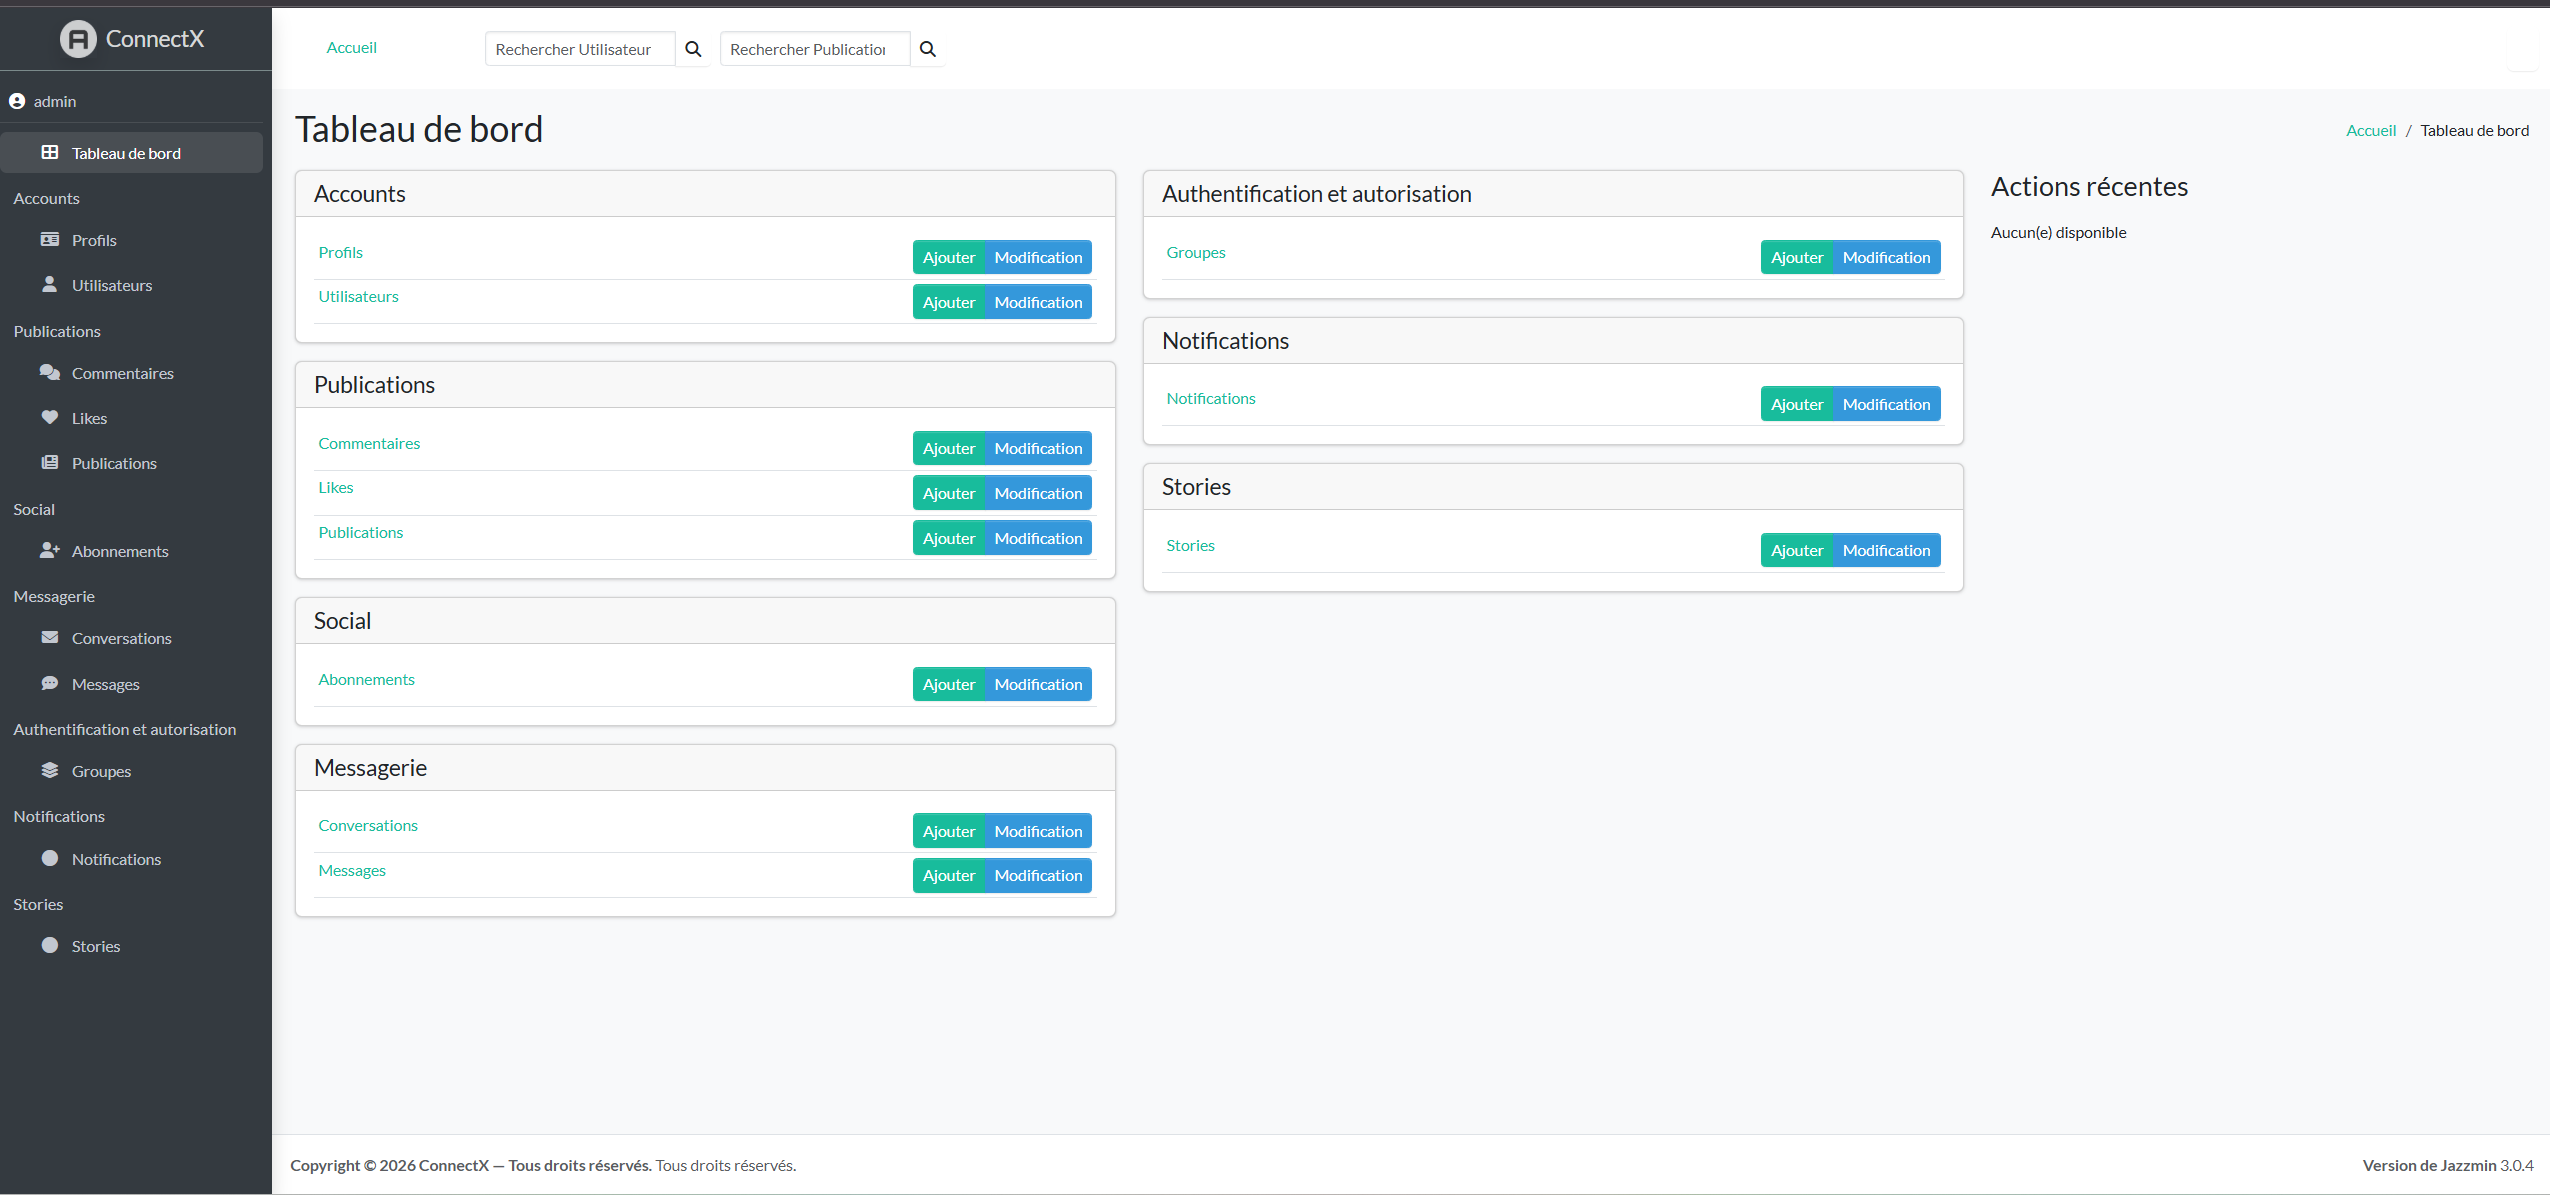 ConnectX
admin
Tableau de bord
Accounts
Profils
Utilisateurs
Publications
Commentaires
Likes
Publications
Social
Abonnements
Messagerie
Conversations
Messages
Authentification et autorisation
Groupes
Notifications
Notifications
Stories
Stories
Accueil
Rechercher Utilisateur
Rechercher Publication
Tableau de bord
Accueil / Tableau de bord
Accounts
Profils Ajouter Modification
Utilisateurs Ajouter Modification
Publications
Commentaires Ajouter Modification
Likes Ajouter Modification
Publications Ajouter Modification
Social
Abonnements Ajouter Modification
Messagerie
Conversations Ajouter Modification
Messages Ajouter Modification
Authentification et autorisation
Groupes Ajouter Modification
Notifications
Notifications Ajouter Modification
Stories
Stories Ajouter Modification
Actions récentes
Aucun(e) disponible
Copyright © 2026 ConnectX — Tous droits réservés. Tous droits réservés.
Version de Jazzmin 3.0.4